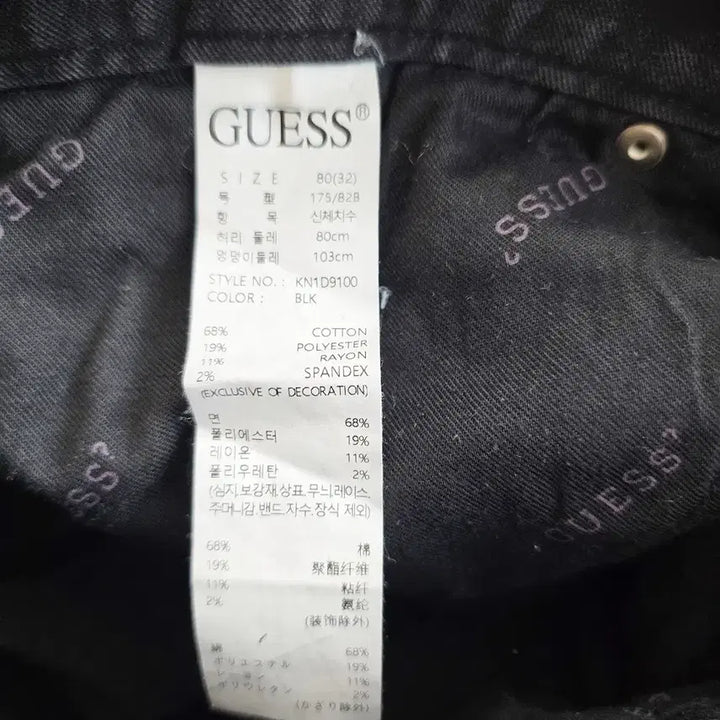 GUESS®
SIZE 80(32)
号 型 175/82B
항 목 신체치수
허리 둘레 80cm
엉덩이둘레 103cm
STYLE NO. : KN1D9100
COLOR : BLK
68% COTTON
19% POLYESTER
11% RAYON
2% SPANDEX
(EXCLUSIVE OF DECORATION)
면 68%
폴리에스터 19%
레이온 11%
폴리우레탄 2%
(심지.보강재.상표.무늬.레이스.
주머니감.밴드.자수.장식 제외)
68% 棉
19% 聚酯纤维
11% 粘纤
2% 氨纶
(装饰除外)
綿 68%
ポリエステル 19%
レーヨン 11%
ポリウレタン 2%
(かざり除外)
GUESS
GUESS?
GUESS?
GUESS?